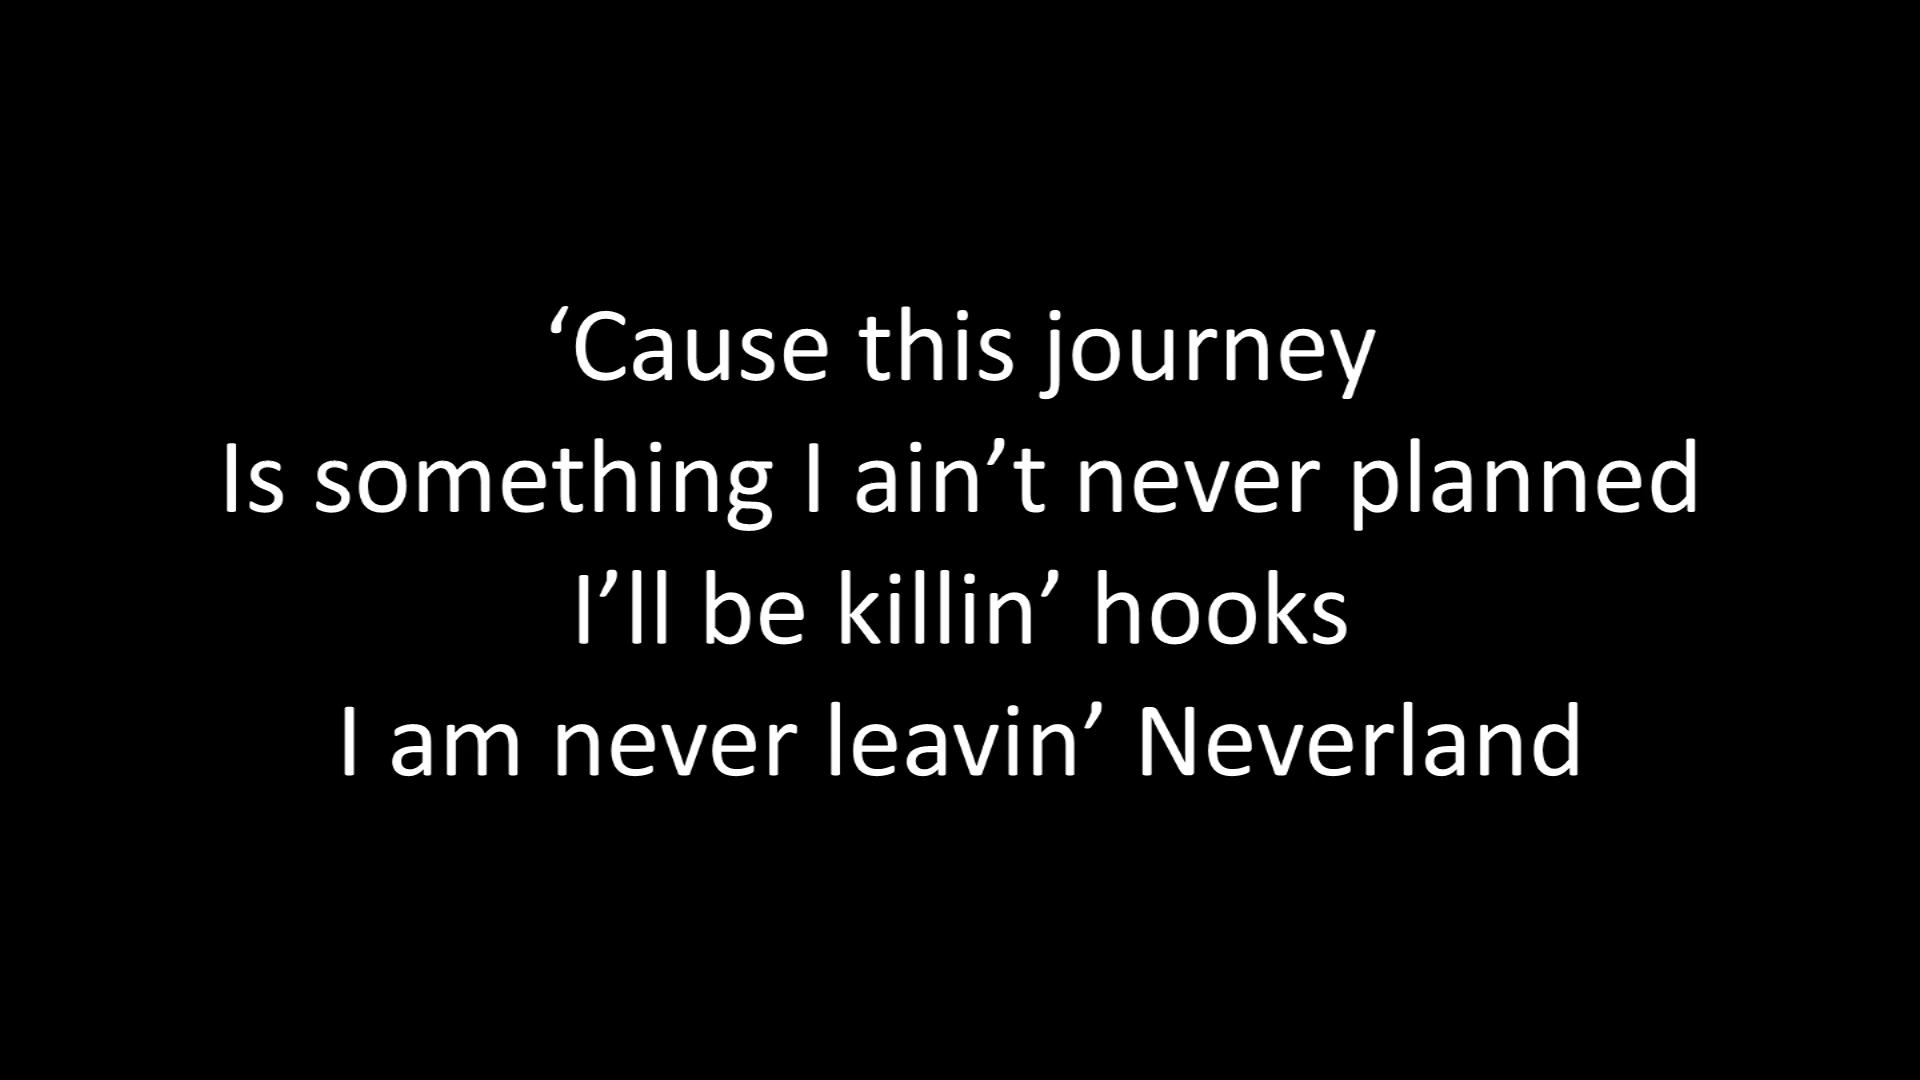 ‘Cause this journey
Is something I ain’t never planned
I’ll be killin’ hooks
I am never leavin’ Neverland